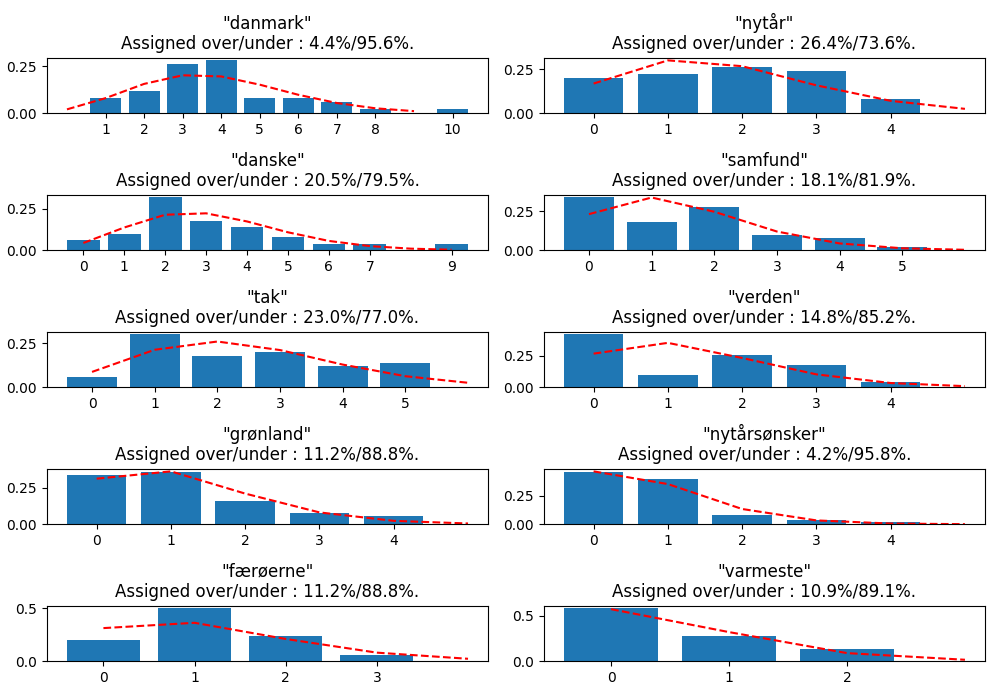 "danmark"
Assigned over/under : 4.4%/95.6%.
0.25
0.00
1 2 3 4 5 6 7 8 10
"nytår"
Assigned over/under : 26.4%/73.6%.
0.25
0.00
0 1 2 3 4
"danske"
Assigned over/under : 20.5%/79.5%.
0.25
0.00
0 1 2 3 4 5 6 7 9
"samfund"
Assigned over/under : 18.1%/81.9%.
0.25
0.00
0 1 2 3 4 5
"tak"
Assigned over/under : 23.0%/77.0%.
0.25
0.00
0 1 2 3 4 5
"verden"
Assigned over/under : 14.8%/85.2%.
0.25
0.00
0 1 2 3 4
"grønland"
Assigned over/under : 11.2%/88.8%.
0.25
0.00
0 1 2 3 4
"nytårsønsker"
Assigned over/under : 4.2%/95.8%.
0.25
0.00
0 1 2 3 4
"færøerne"
Assigned over/under : 11.2%/88.8%.
0.5
0.0
0 1 2 3
"varmeste"
Assigned over/under : 10.9%/89.1%.
0.5
0.0
0 1 2